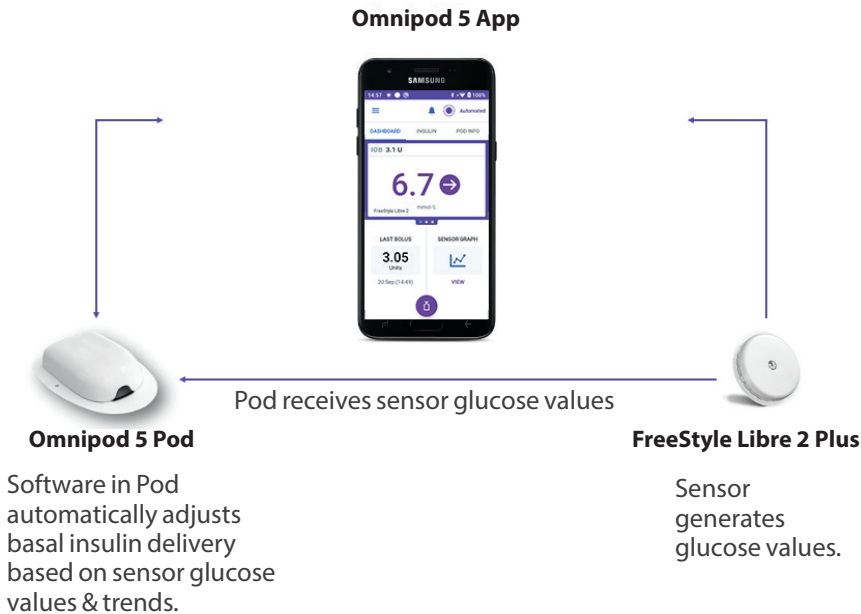 Omnipod 5 App
SAMSUNG
14:57
100%
Automated
DASHBOARD INSULIN POD INFO
IOB 3.1 U
6.7
mmol/L
FreeStyle Libre 2
LAST BOLUS SENSOR GRAPH
3.05
Units
20 Sep (14:49) VIEW
Pod receives sensor glucose values
Omnipod 5 Pod
FreeStyle Libre 2 Plus
Software in Pod
automatically adjusts
basal insulin delivery
based on sensor glucose
values & trends.
Sensor
generates
glucose values.